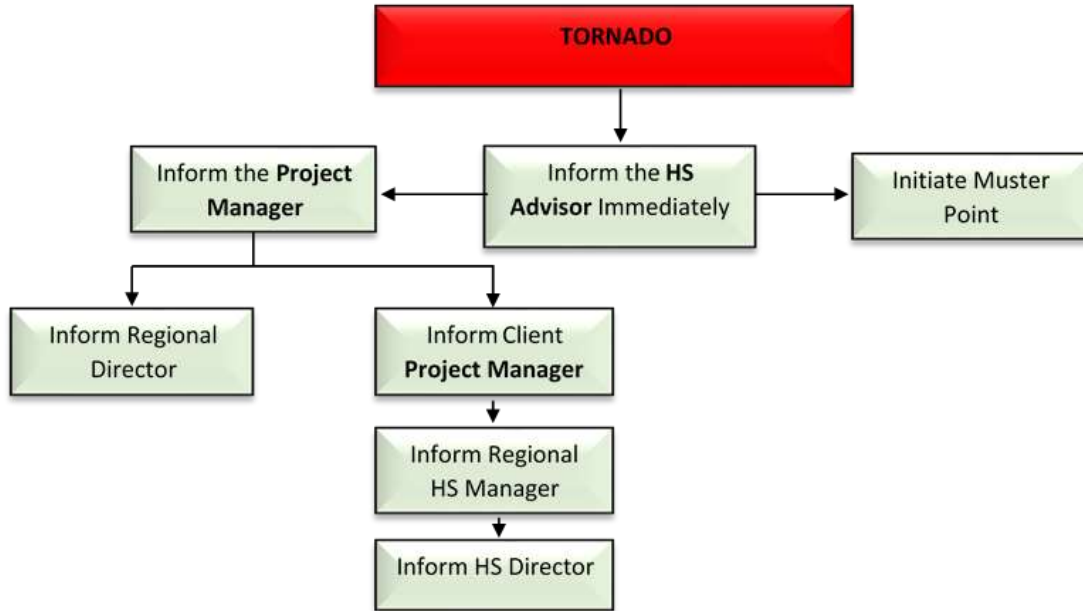 TORNADO
Inform the Project
Manager
Inform the HS
Advisor Immediately
Initiate Muster
Point
Inform Regional
Director
Inform Client
Project Manager
Inform Regional
HS Manager
Inform HS Director